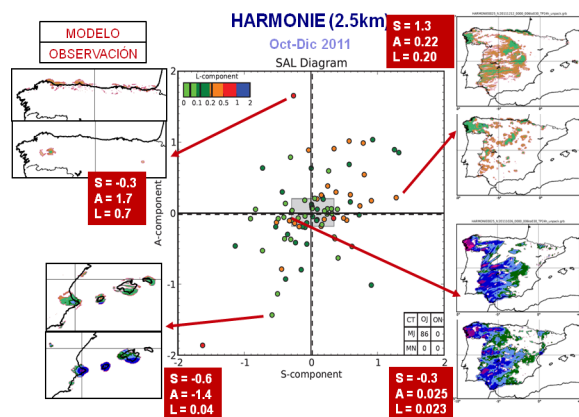 HARMONIE (2.5km)
Oct-Dic 2011
SAL Diagram
MODELO
OBSERVACIÓN
S = 1.3
A = 0.22
L = 0.20
L-component
0 0.1 0.2 0.5 1 2
2
1
0
-1
-2
A-component
-2 -1 0 1 2
S-component
S = -0.3
A = 1.7
L = 0.7
CT OJ ON
MJ 86 0
MN 0 0
S = -0.6
A = -1.4
L = 0.04
S = -0.3
A = 0.025
L = 0.023